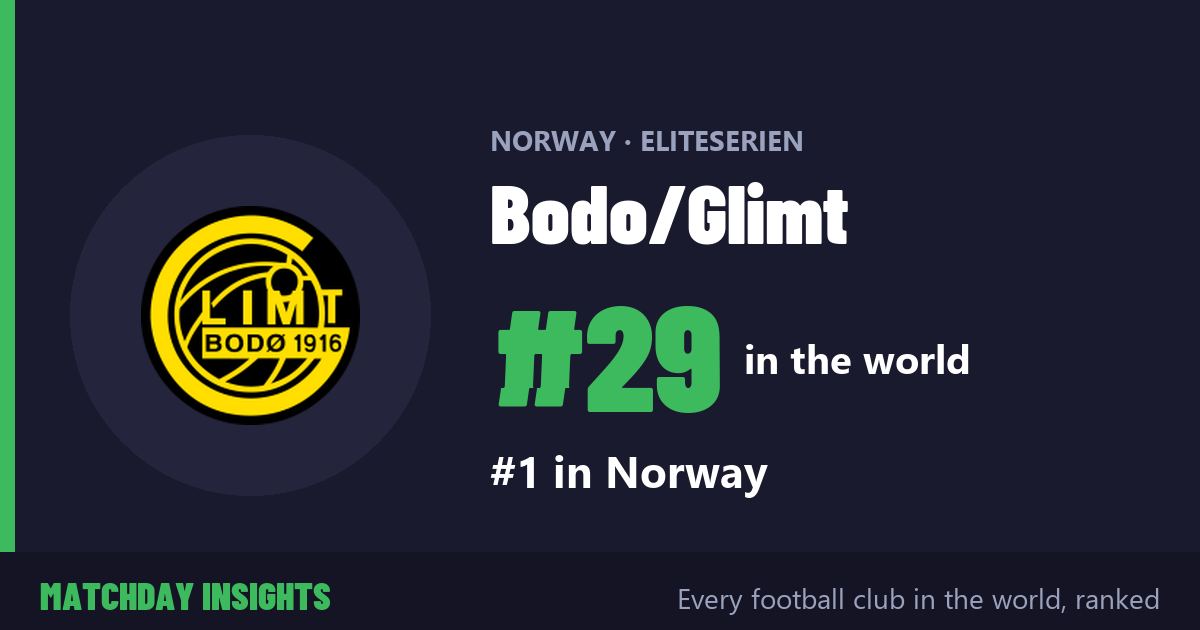 NORWAY · ELITESERIEN
Bodo/Glimt
LIMT
BODØ 1916
#29 in the world
#1 in Norway
MATCHDAY INSIGHTS
Every football club in the world, ranked